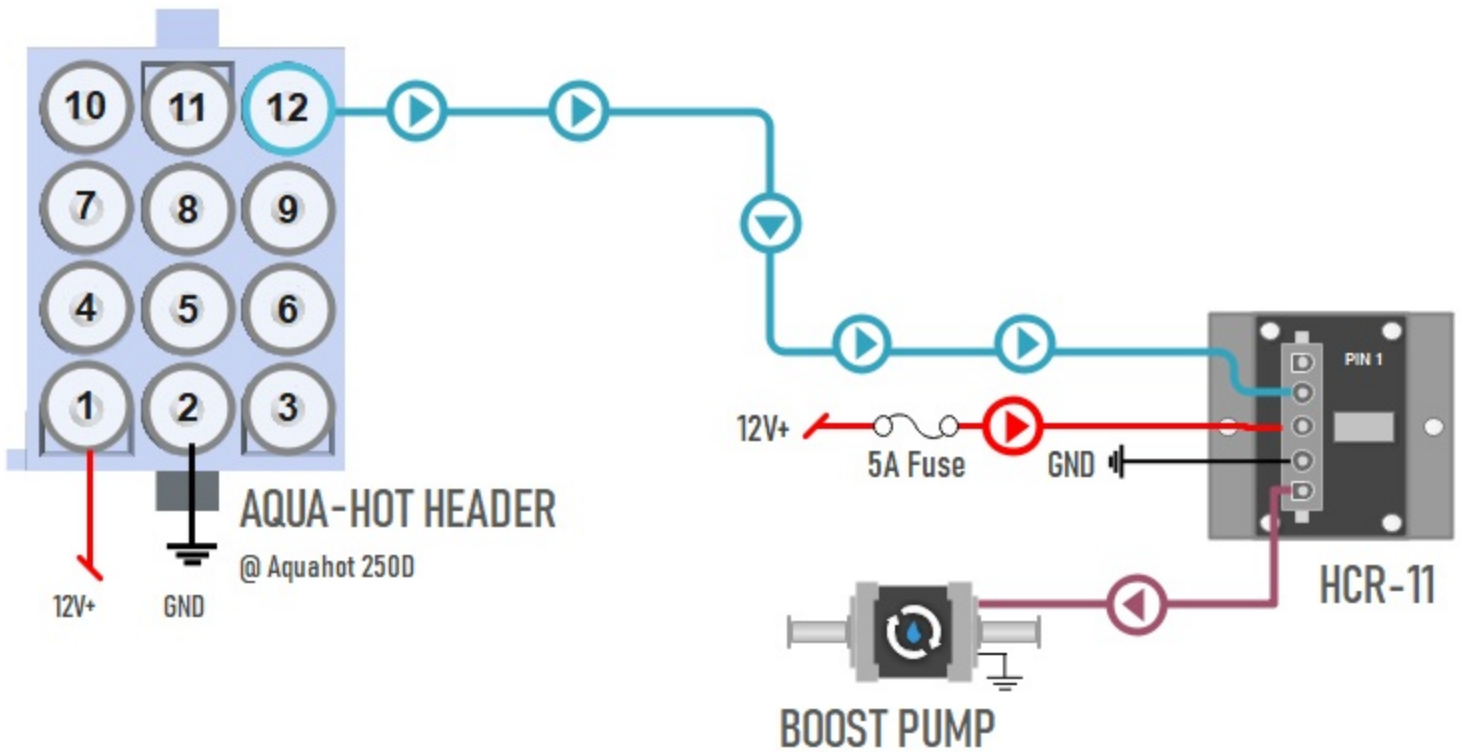 10 11 12
7 8 9
4 5 6
1 2 3
AQUA-HOT HEADER
@ Aquahot 250D
12V+ GND
PIN 1
12V+
5A Fuse
GND
HCR-11
BOOST PUMP